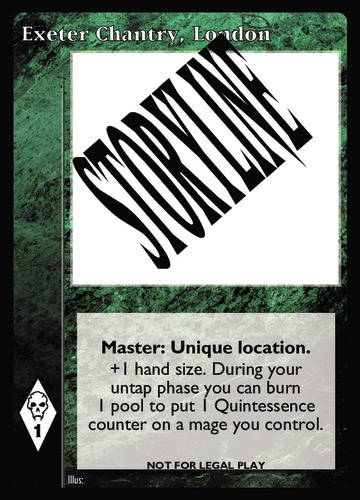 Exeter Chantry, London
STORYLINE
Master: Unique location.
+1 hand size. During your
untap phase you can burn
1 pool to put 1 Quintessence
counter on a mage you control.
1
NOT FOR LEGAL PLAY
Illus: